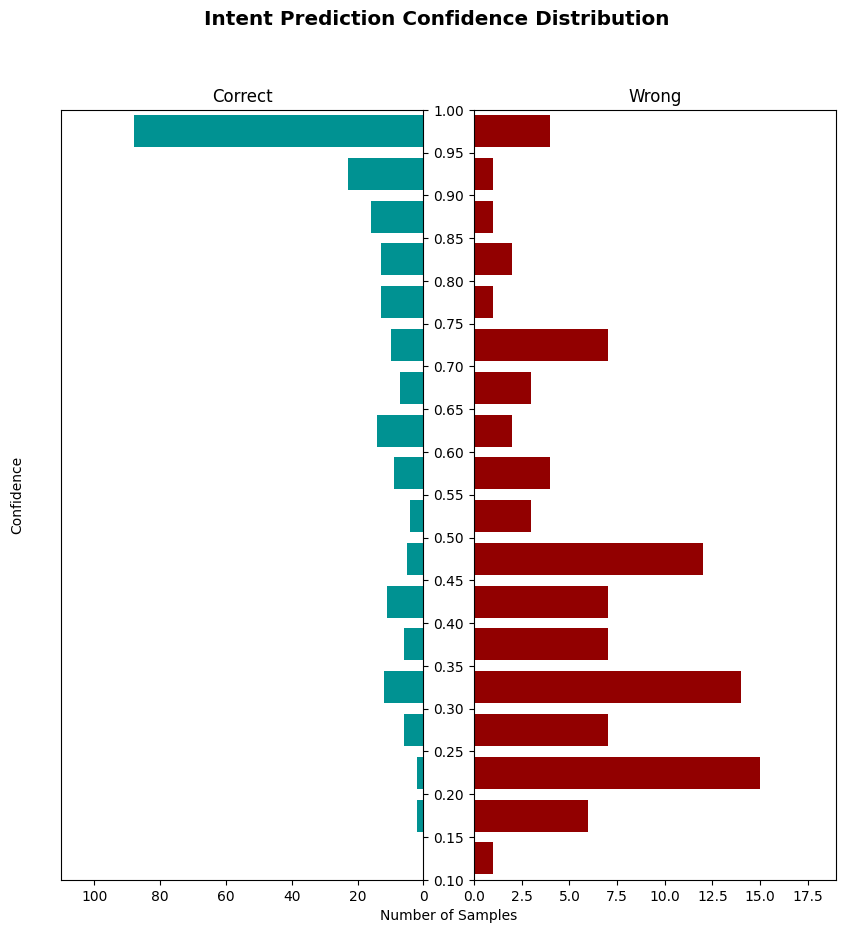 Intent Prediction Confidence Distribution
Correct
Wrong
1.00
0.95
0.90
0.85
0.80
0.75
0.70
0.65
0.60
0.55
0.50
0.45
0.40
0.35
0.30
0.25
0.20
0.15
0.10
Confidence
100 80 60 40 20 0
0.0 2.5 5.0 7.5 10.0 12.5 15.0 17.5
Number of Samples